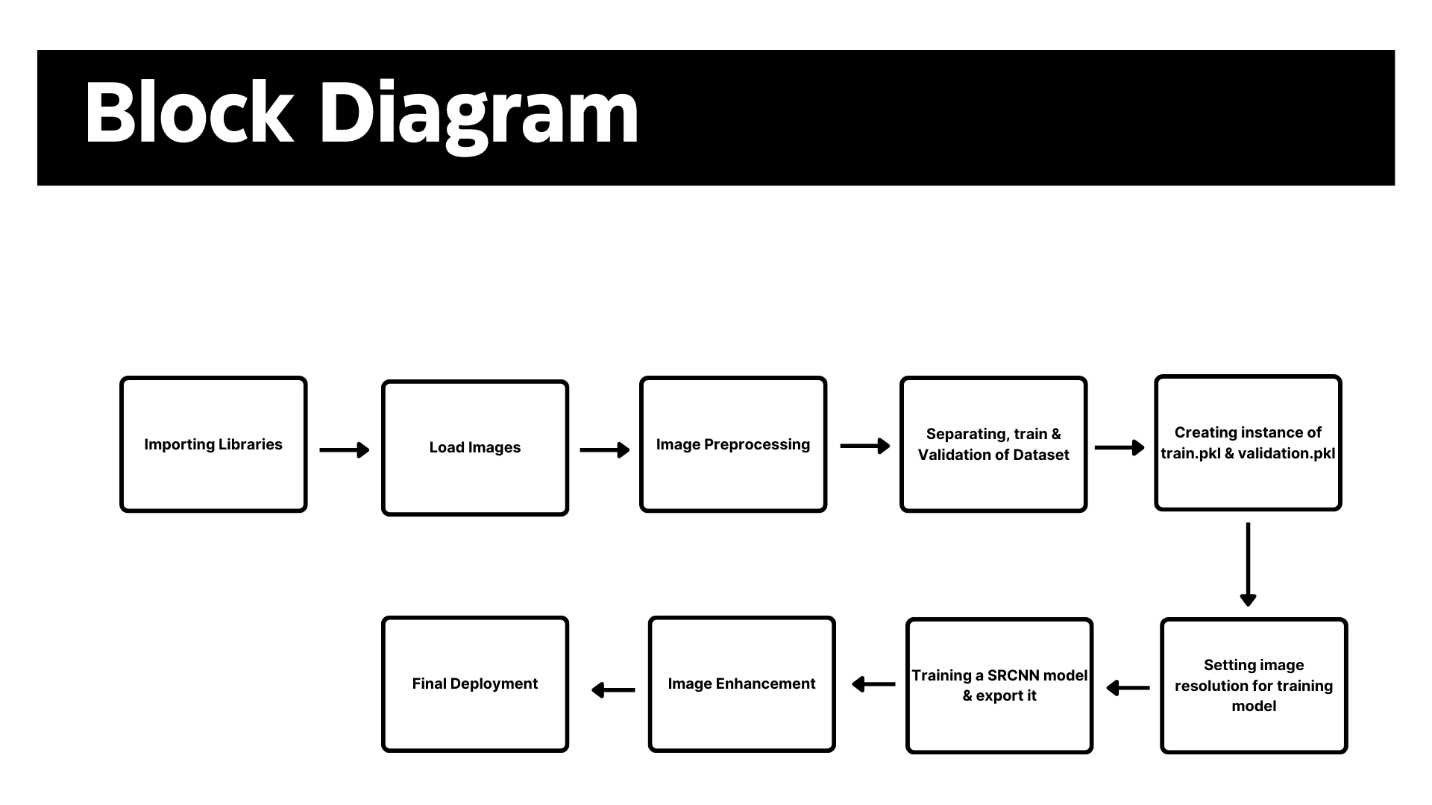 Block Diagram
Importing Libraries
Load Images
Image Preprocessing
Separating, train &
Validation of Dataset
Creating instance of
train.pkl & validation.pkl
Setting image
resolution for training
model
Training a SRCNN model
& export it
Image Enhancement
Final Deployment